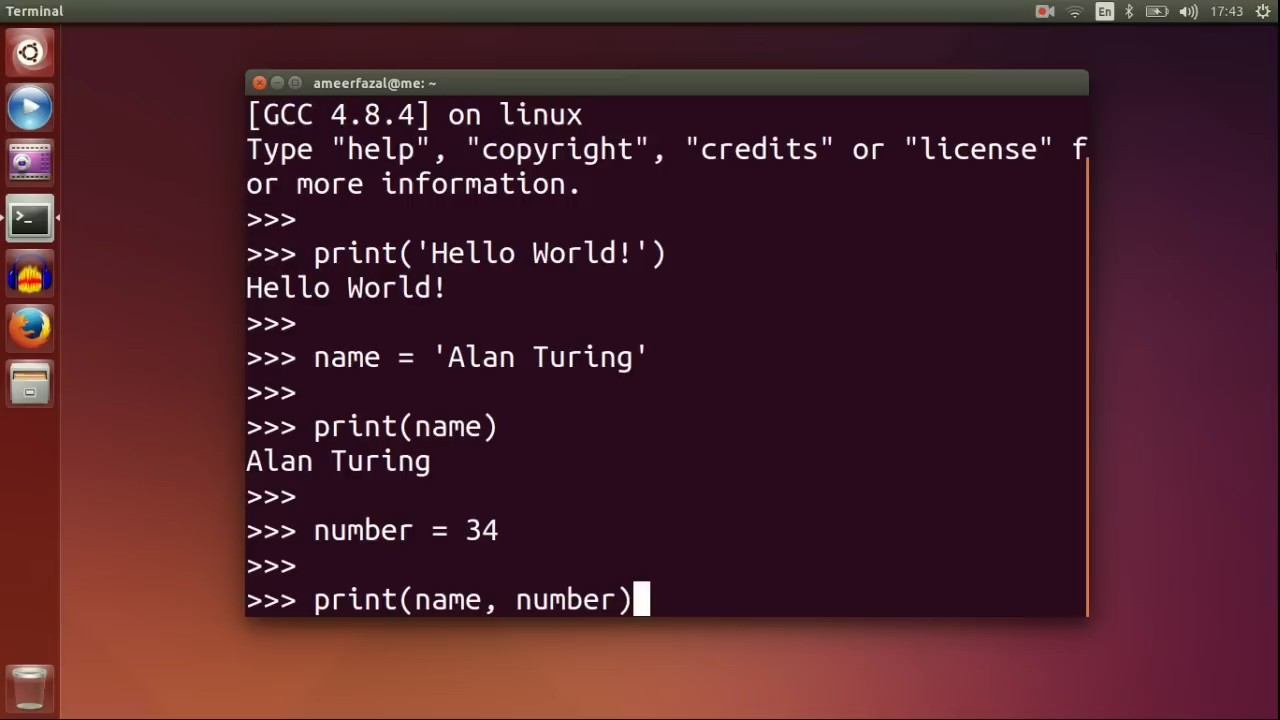 Terminal
En
17:43
ameerfazal@me: ~
[GCC 4.8.4] on linux
Type "help", "copyright", "credits" or "license" f
or more information.
>>>
>>> print('Hello World!')
Hello World!
>>>
>>> name = 'Alan Turing'
>>>
>>> print(name)
Alan Turing
>>>
>>> number = 34
>>>
>>> print(name, number)